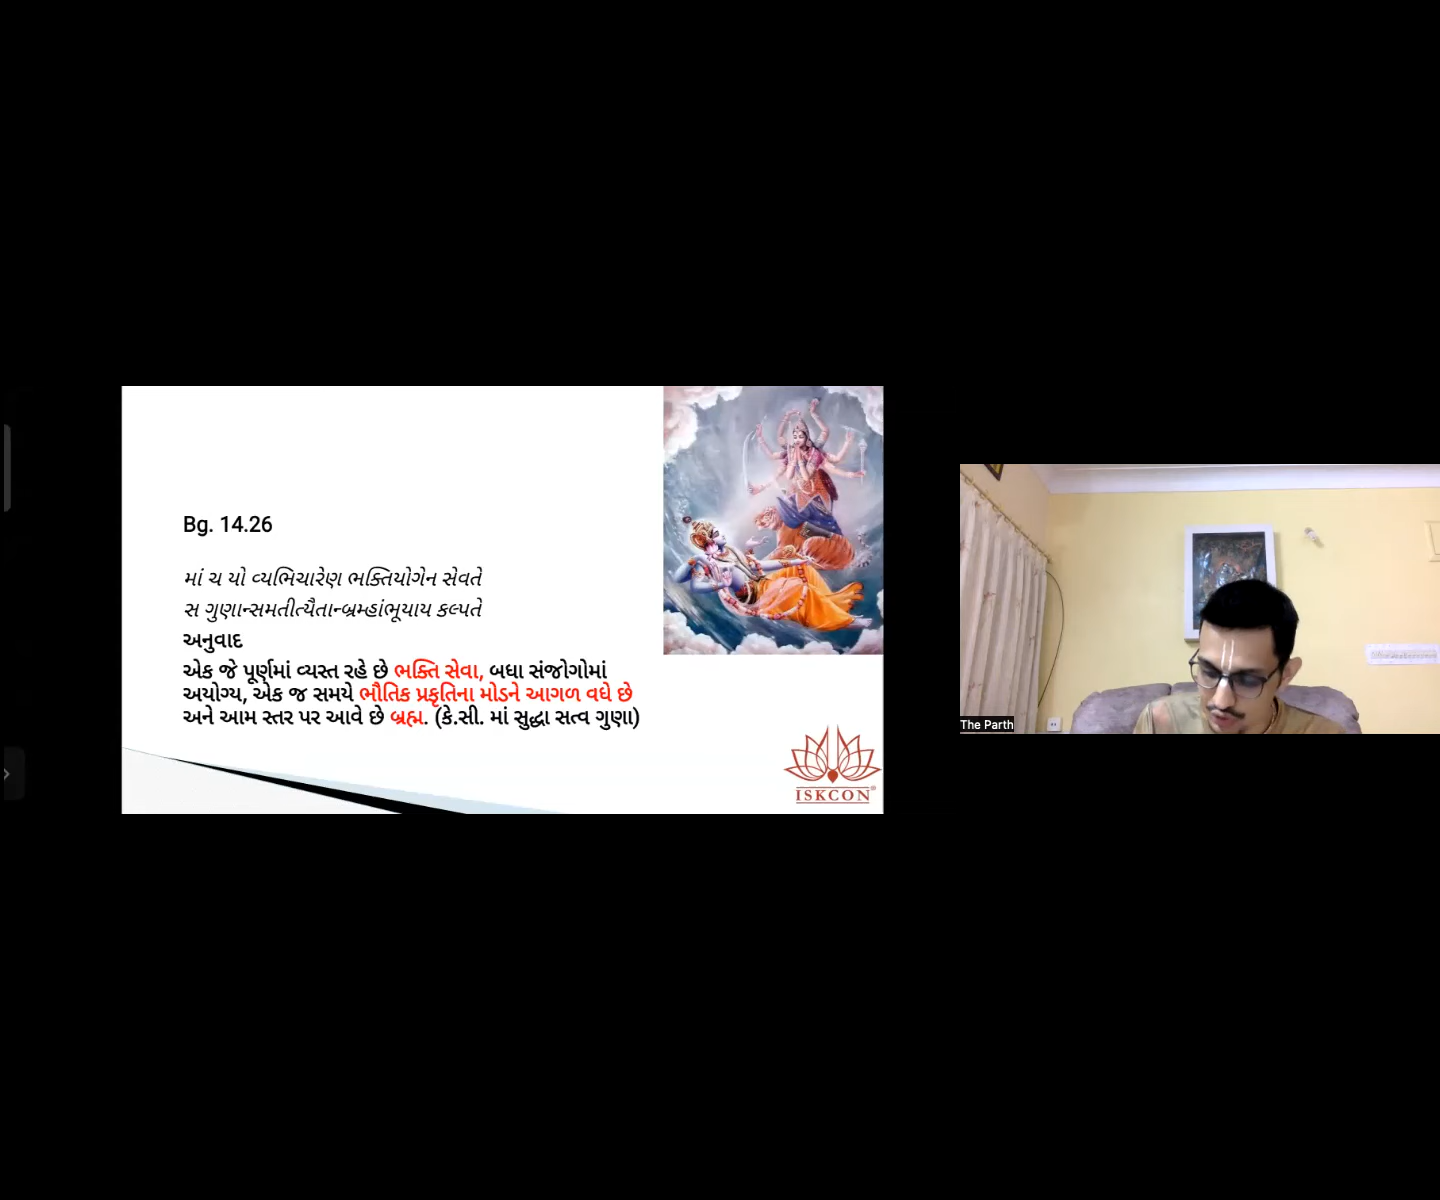 Bg. 14.26
માં ચ યો વ્યભિચારેણ ભક્તિયોગેન સેવતે
સ ગુણાન્સમતીત્યૈતાન્બ્રમ્હાંભૂયાય કલ્પતે
અનુવાદ
એક જે પૂર્ણમાં વ્યસ્ત રહે છે ભક્તિ સેવા, બધા સંજોગોમાં
અયોગ્ય, એક જ સમયે ભૌતિક પ્રકૃતિના મોડને આગળ વધે છે
અને આમ સ્તર પર આવે છે બ્રહ્મ. (કે.સી. માં સુદ્ધા સત્વ ગુણા)
ISKCON®
The Parth